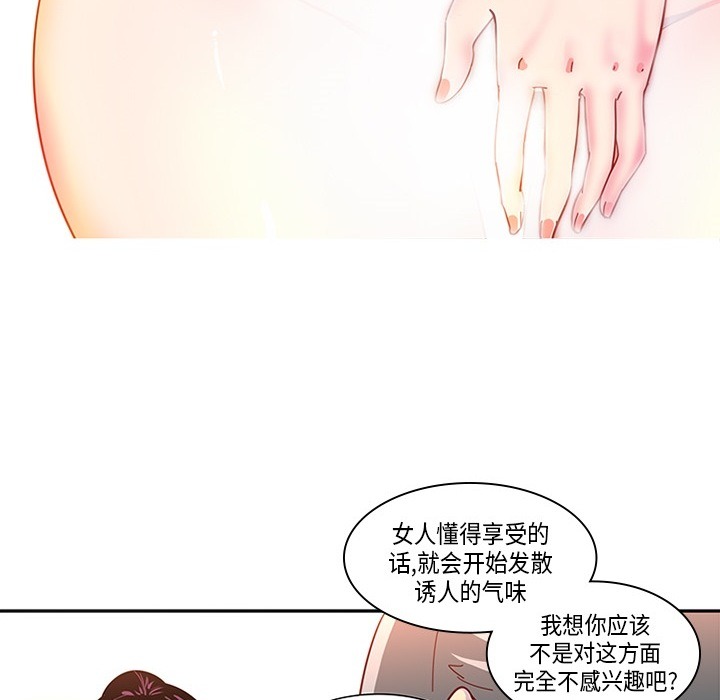 女人懂得享受的
话,就会开始发散
诱人的气味
我想你应该
不是对这方面
完全不感兴趣吧?